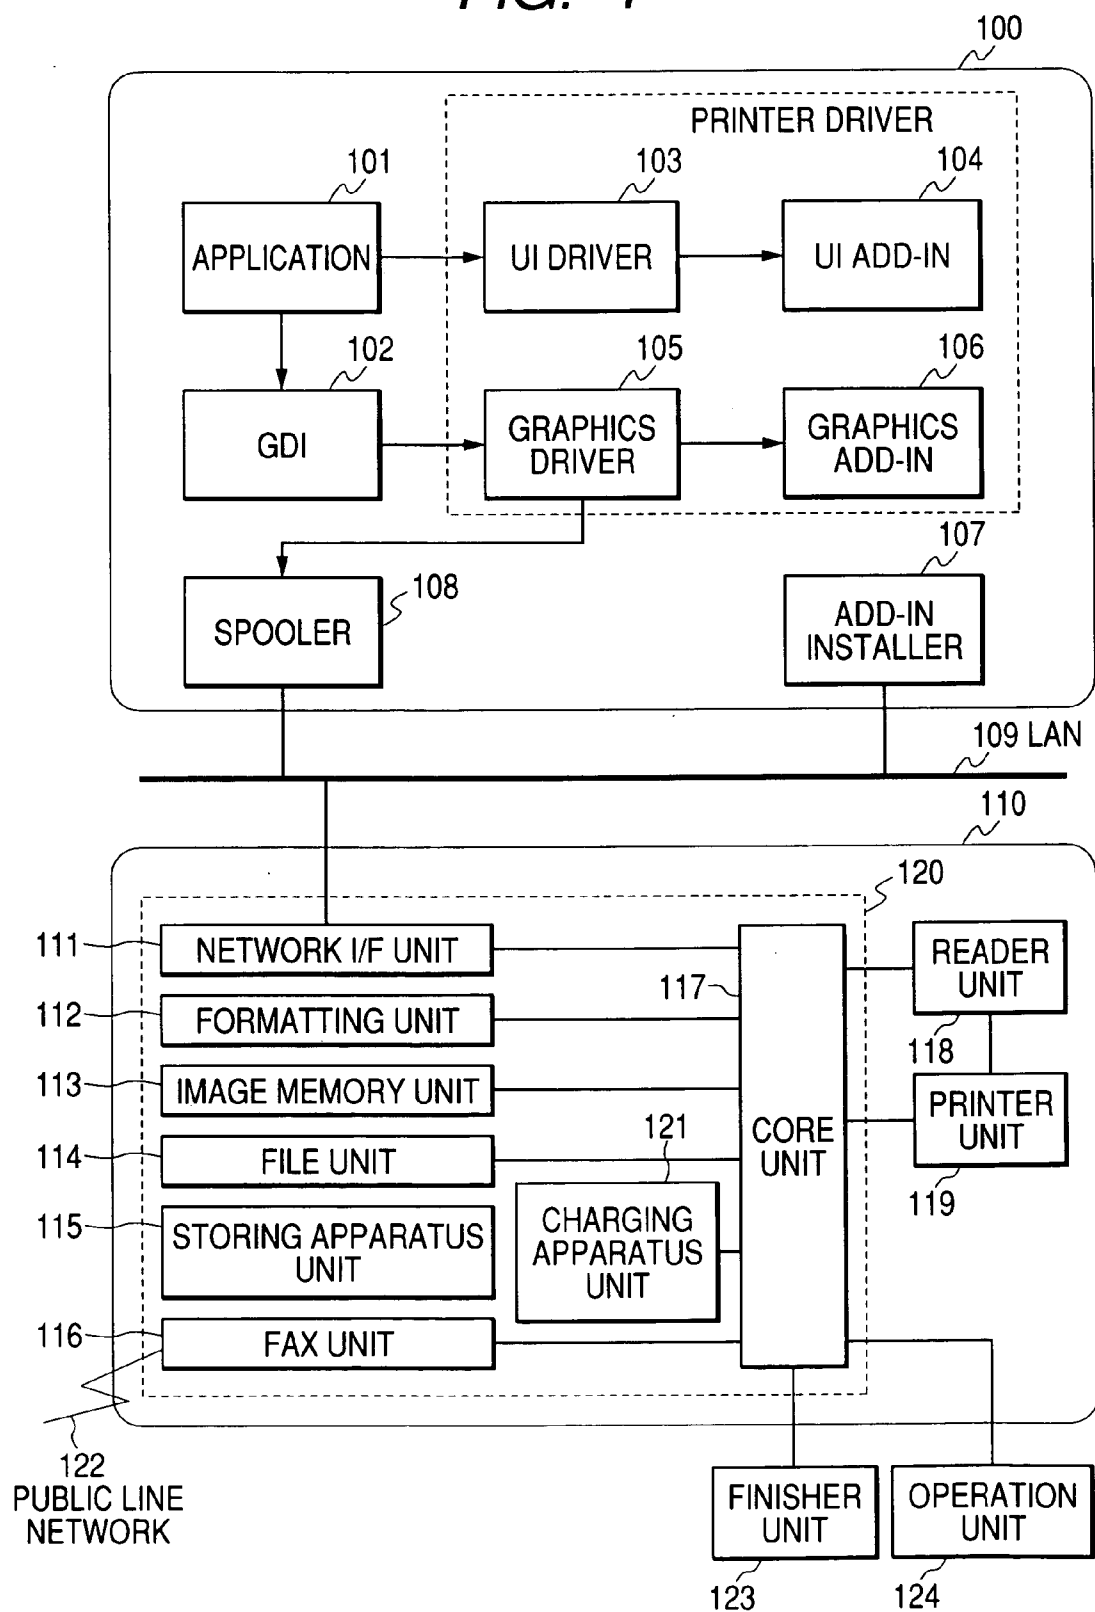 FIG. 1
100
PRINTER DRIVER
101
103
104
APPLICATION
UI DRIVER
UI ADD-IN
102
105
106
GDI
GRAPHICS
DRIVER
GRAPHICS
ADD-IN
107
108
SPOOLER
ADD-IN
INSTALLER
109 LAN
110
120
111
NETWORK I/F UNIT
117
READER
UNIT
112
FORMATTING UNIT
118
113
IMAGE MEMORY UNIT
PRINTER
UNIT
121
CORE
UNIT
114
FILE UNIT
119
115
STORING APPARATUS
UNIT
CHARGING
APPARATUS
UNIT
116
FAX UNIT
122
PUBLIC LINE
NETWORK
FINISHER
UNIT
OPERATION
UNIT
123
124